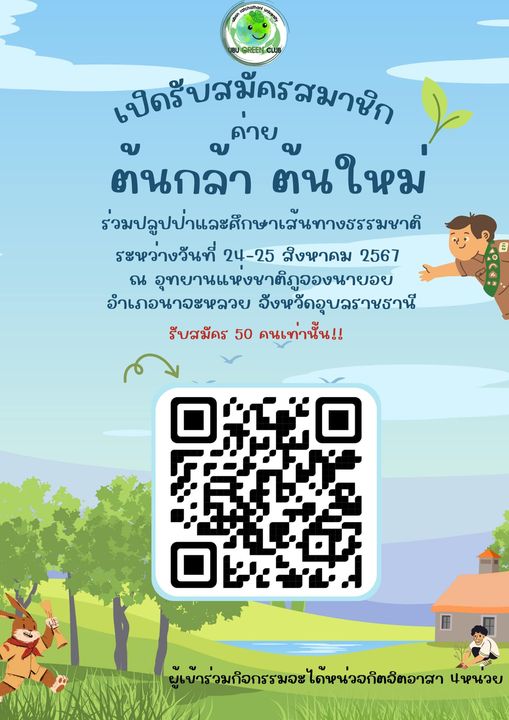 ubon ratchathani university
UBU GREEN CLUB
เปิดรับสมัครสมาชิก
ค่าย
ต้นกล้า ต้นใหม่
ร่วมปลูปป่าและศึกษาเส้นทางธรรมชาติ
ระหว่างวันที่ 24-25 สิงหาคม 2567
ณ อุทยานแห่งชาติภูจองนายอย
อำเภอนาจะหลวย จังหวัดอุบลราชธานี
รับสมัคร 50 คนเท่านั้น!!
ผู้เข้าร่วมกิจกรรมจะได้หน่วจกิตจิตอาสา 4หน่วย